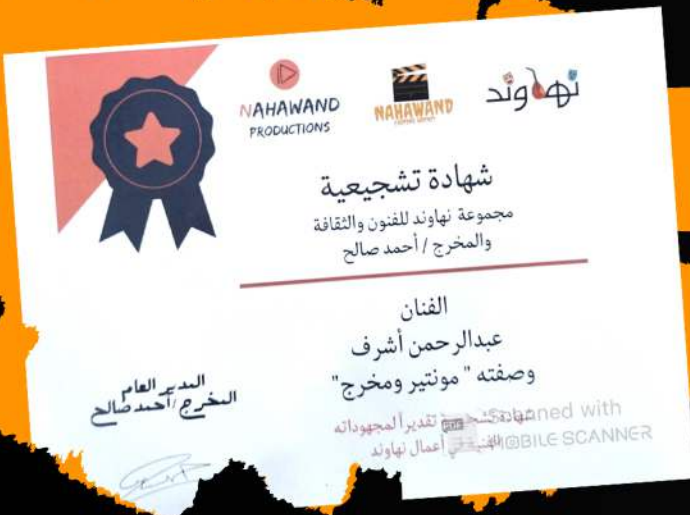 NAHAWAND
PRODUCTIONS
NAHAWAND
نهاوند
شهادة تشجيعية
مجموعة نهاوند للفنون والثقافة
والمخرج / أحمد صالح
الفنان
عبدالرحمن أشرف
وصفته " مونتير ومخرج"
تقديراً لمجهوداته
أعمال نهاوند
المدير العام
المخرج / أحمد صالح
Scanned with
MOBILE SCANNER